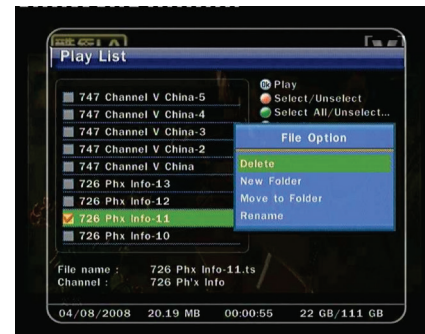 Play List
747 Channel V China-5
747 Channel V China-4
747 Channel V China-3
747 Channel V China-2
747 Channel V China
726 Phx Info-13
726 Phx Info-12
726 Phx Info-11
726 Phx Info-10
OK Play
Select/Unselect
Select All/Unselect...
File Option
Delete
New Folder
Move to Folder
Rename
File name : 726 Phx Info-11.ts
Channel : 726 Ph'x Info
04/08/2008 20.19 MB 00:00:55 22 GB/111 GB